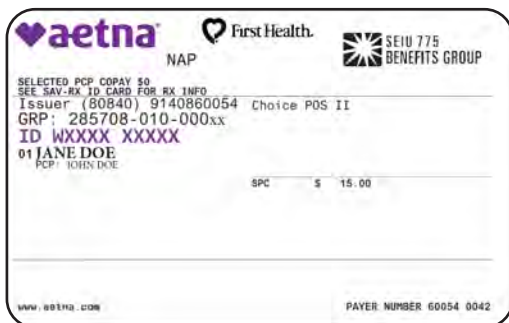 aetna
First Health.
SEIU 775
BENEFITS GROUP
NAP
SELECTED PCP COPAY $0
SEE SAV-RX ID CARD FOR RX INFO
Issuer (80840) 9140860054 Choice POS II
GRP: 285708-010-000xx
ID WXXXX XXXXX
01 JANE DOE
PCP: JOHN DOE
SPC $ 15.00
www.aetna.com
PAYER NUMBER 60054 0042